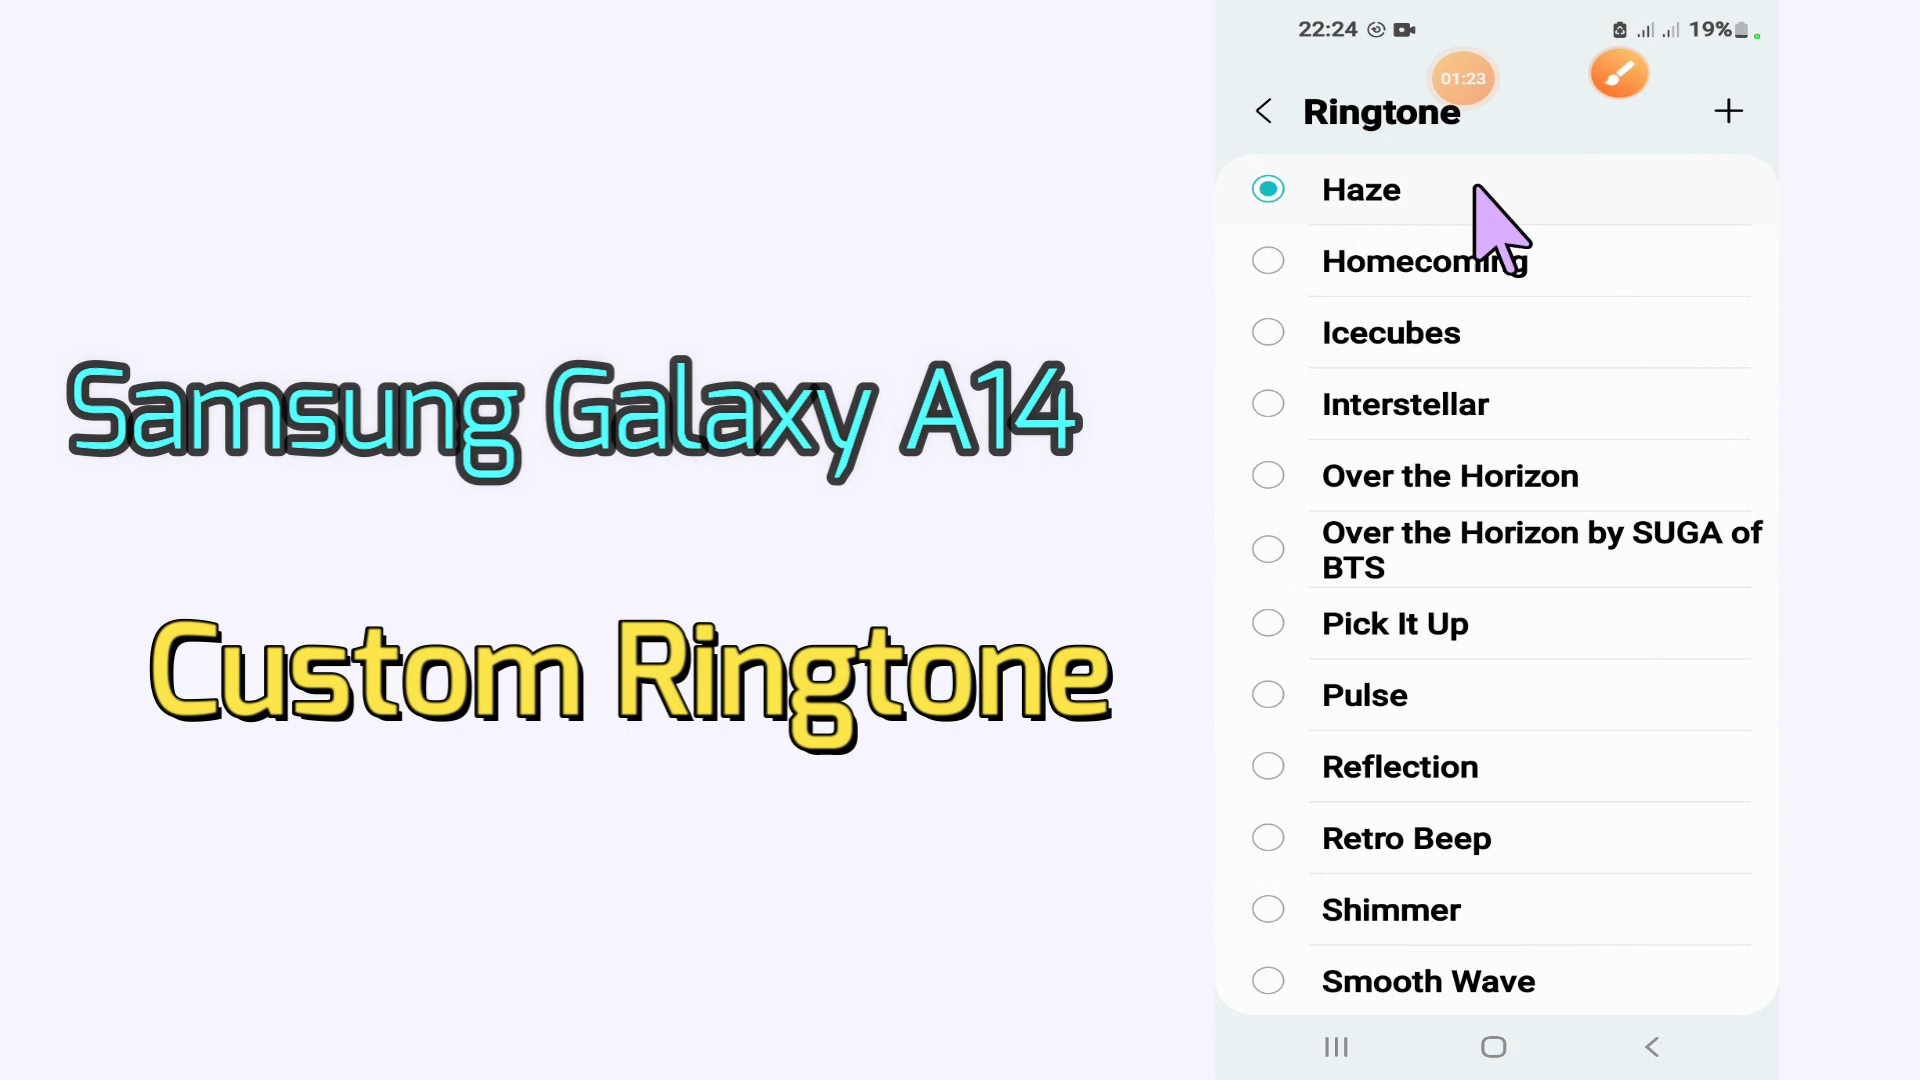 Samsung Galaxy A14
Custom Ringtone
22:24
19%
01:23
Ringtone
Haze
Homecoming
Icecubes
Interstellar
Over the Horizon
Over the Horizon by SUGA of
BTS
Pick It Up
Pulse
Reflection
Retro Beep
Shimmer
Smooth Wave